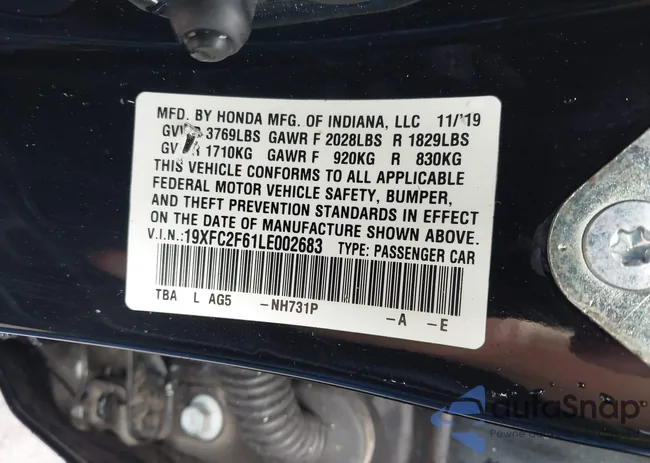 MFD. BY HONDA MFG. OF INDIANA, LLC 11/'19
3769LBS GAWR F 2028LBS R 1829LBS
1710KG GAWR F 920KG R 830KG
THIS VEHICLE CONFORMS TO ALL APPLICABLE
FEDERAL MOTOR VEHICLE SAFETY, BUMPER,
AND THEFT PREVENTION STANDARDS IN EFFECT
ON THE DATE OF MANUFACTURE SHOWN ABOVE.
V.I.N.:19XFC2F61LE002683 TYPE: PASSENGER CAR
TBA L AG5 -NH731P -A -E
autaSnap